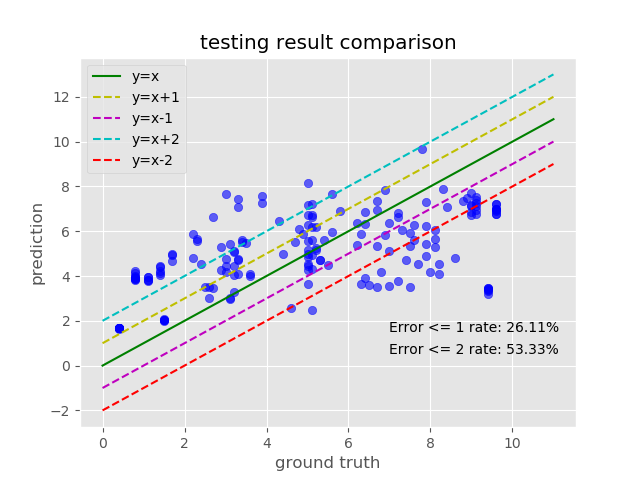 testing result comparison
y=x
y=x+1
y=x-1
y=x+2
y=x-2
12
10
8
6
4
2
0
−2
prediction
Error <= 1 rate: 26.11%
Error <= 2 rate: 53.33%
0 2 4 6 8 10
ground truth